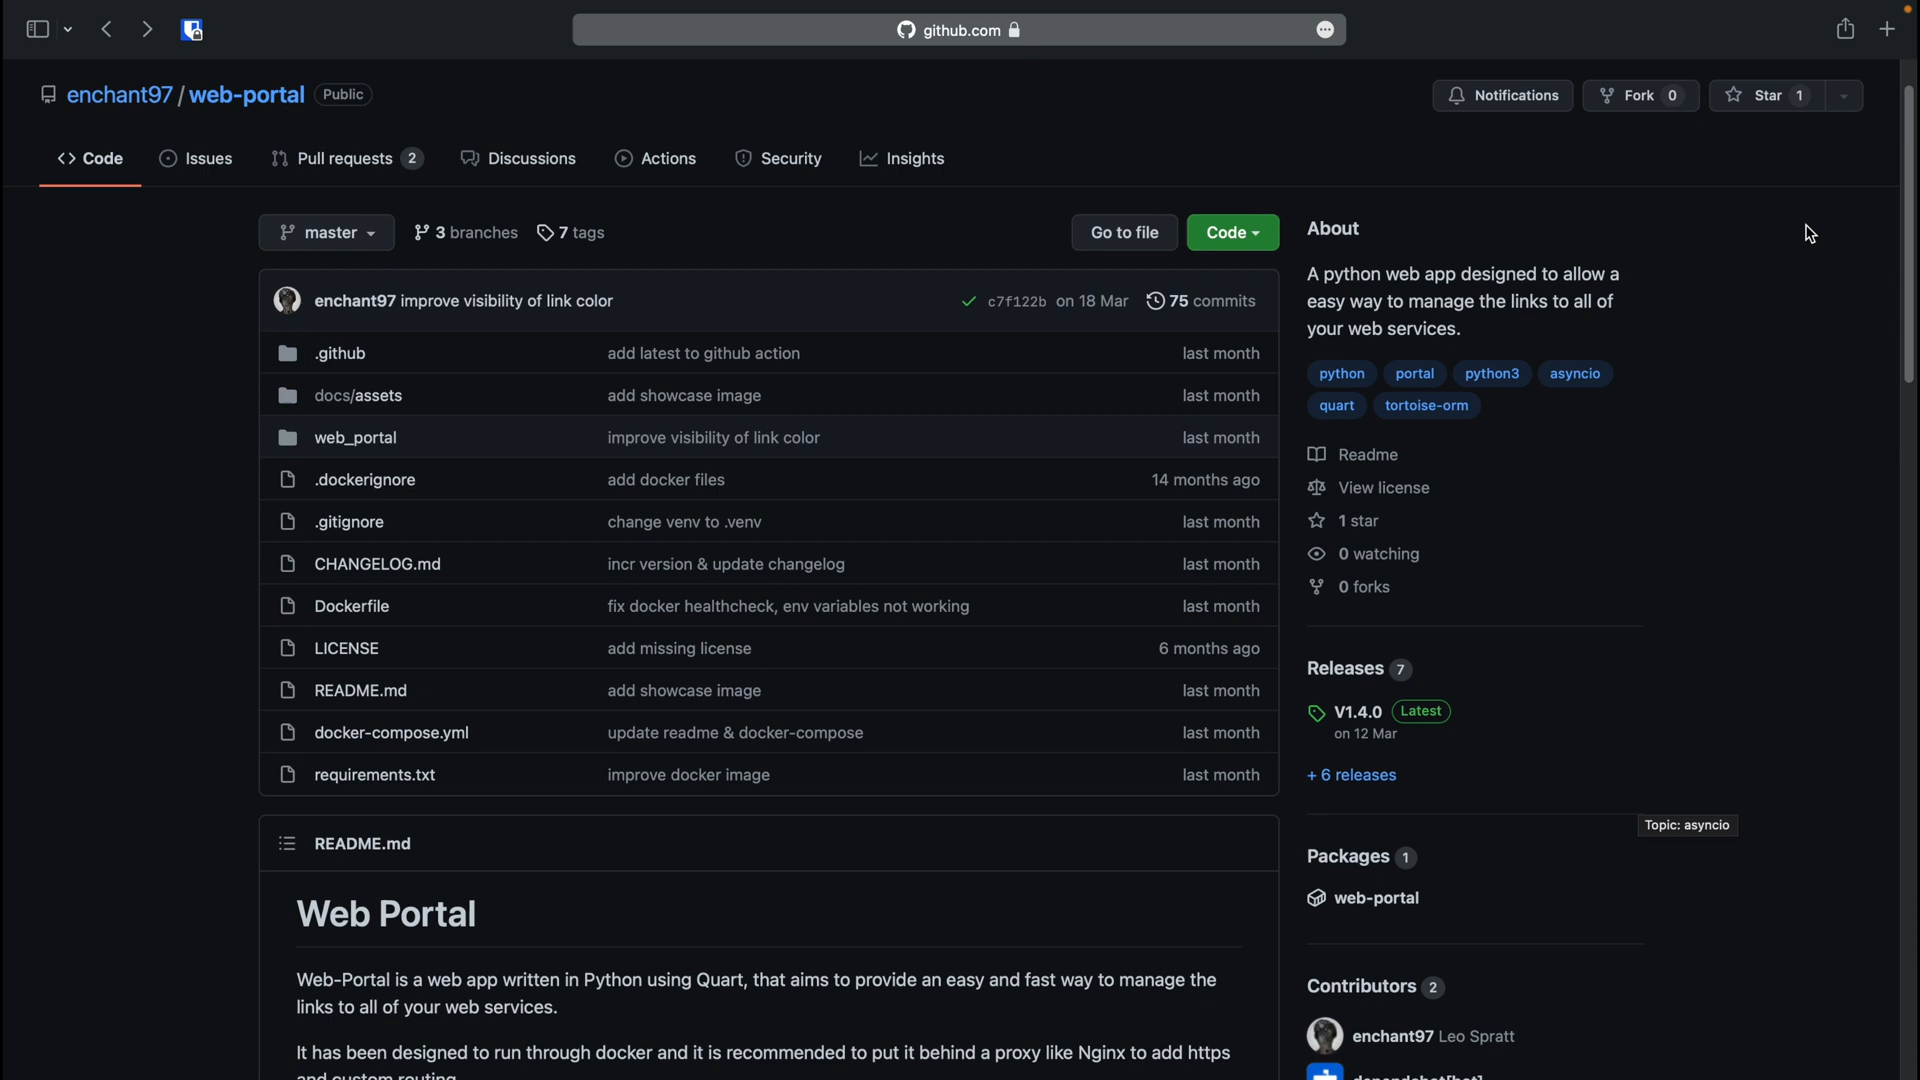 github.com
enchant97 / web-portal Public
Notifications Fork 0 Star 1
Code Issues Pull requests 2 Discussions Actions Security Insights
master 3 branches 7 tags Go to file Code
enchant97 improve visibility of link color c7f122b on 18 Mar 75 commits
.github add latest to github action last month
docs/assets add showcase image last month
web_portal improve visibility of link color last month
.dockerignore add docker files 14 months ago
.gitignore change venv to .venv last month
CHANGELOG.md incr version & update changelog last month
Dockerfile fix docker healthcheck, env variables not working last month
LICENSE add missing license 6 months ago
README.md add showcase image last month
docker-compose.yml update readme & docker-compose last month
requirements.txt improve docker image last month
README.md
Web Portal
Web-Portal is a web app written in Python using Quart, that aims to provide an easy and fast way to manage the
links to all of your web services.
It has been designed to run through docker and it is recommended to put it behind a proxy like Nginx to add https
and custom routing.
About
A python web app designed to allow a
easy way to manage the links to all of
your web services.
python portal python3 asyncio
quart tortoise-orm
Readme
View license
1 star
0 watching
0 forks
Releases 7
V1.4.0 Latest
on 12 Mar
+ 6 releases
Topic: asyncio
Packages 1
web-portal
Contributors 2
enchant97 Leo Spratt
dependabot[bot]